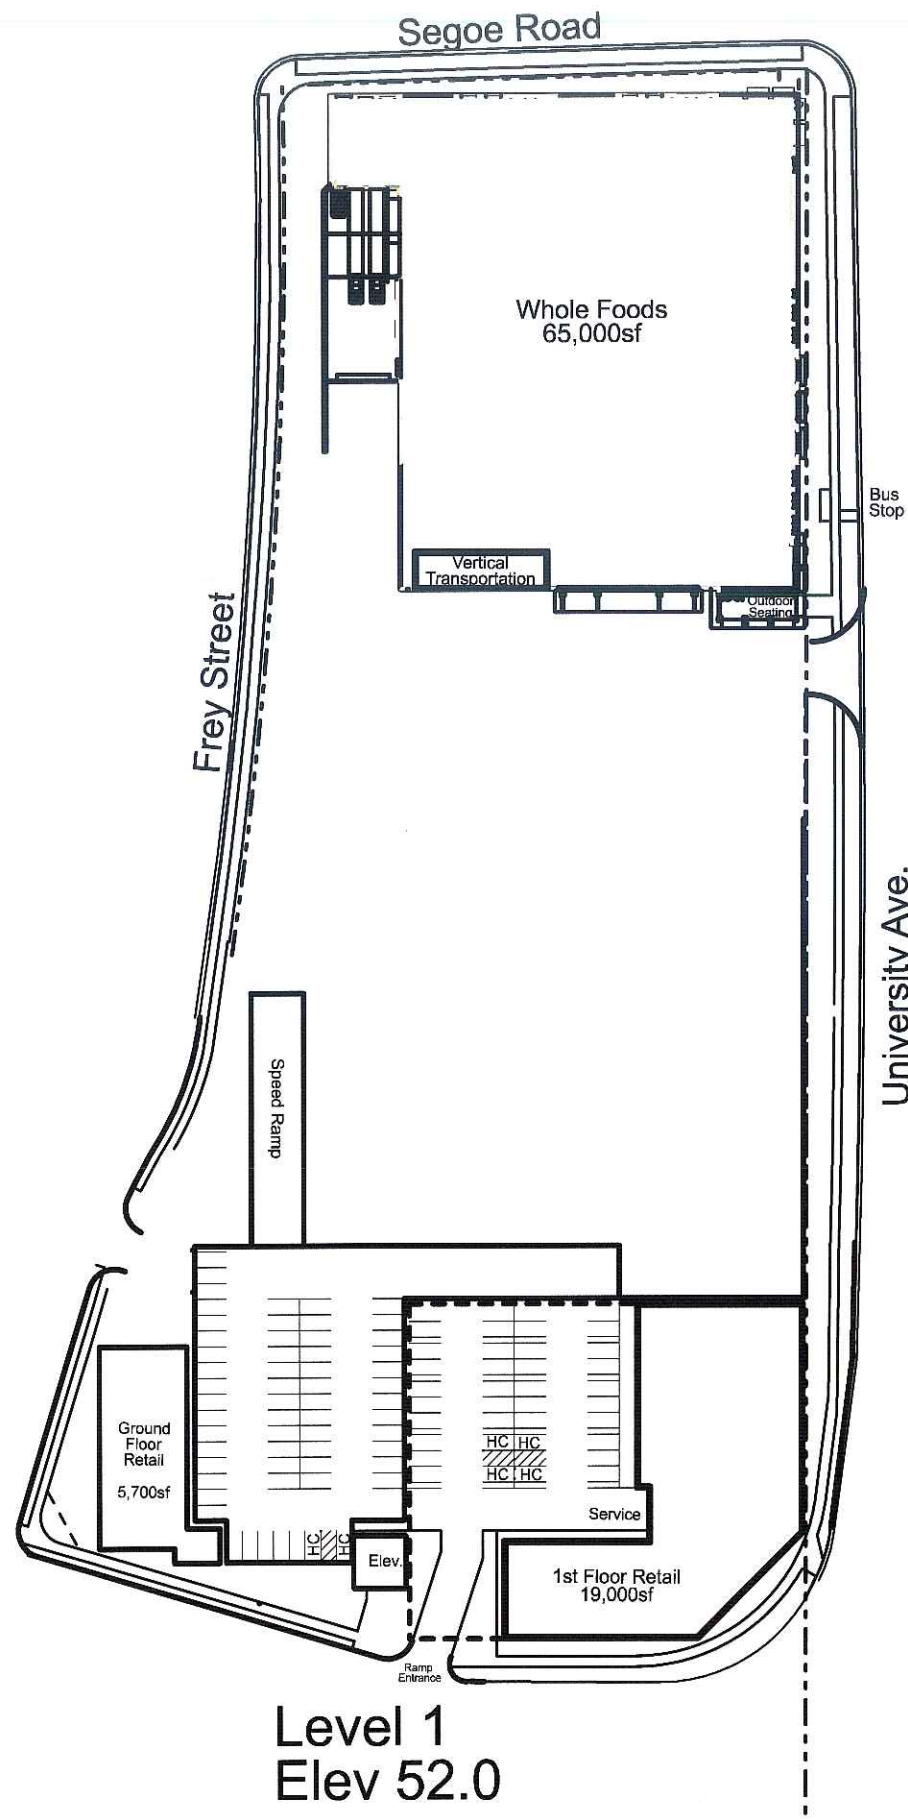 Segoe Road
Whole Foods
65,000sf
Bus
Stop
Vertical
Transportation
Outdoor
Seating
Frey Street
University Ave.
Speed Ramp
Ground
Floor
Retail
5,700sf
HC HC
HC HC
Service
HC
HC
Elev.
1st Floor Retail
19,000sf
Ramp
Entrance
Level 1
Elev 52.0